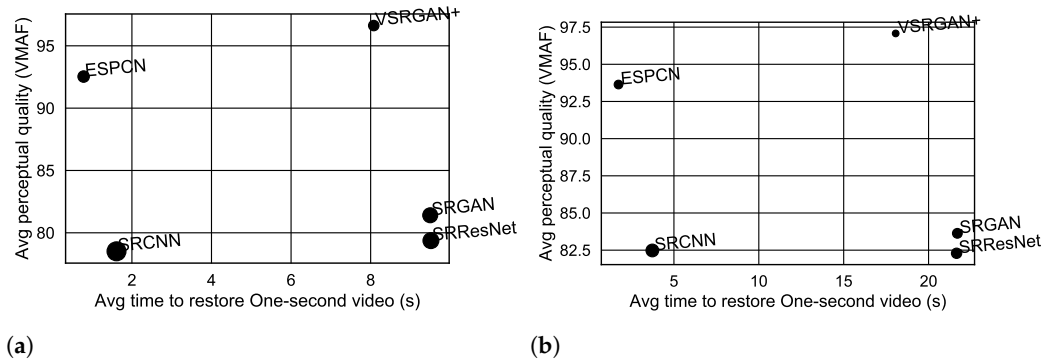 Avg perceptual quality (VMAF)
95
90
85
80
VSRGAN+
ESPCN
SRGAN
SRResNet
SRCNN
2
4
6
8
Avg time to restore One-second video (s)
(a)
Avg perceptual quality (VMAF)
97.5
95.0
92.5
90.0
87.5
85.0
82.5
VSRGAN+
ESPCN
SRGAN
SRResNet
SRCNN
5
10
15
20
Avg time to restore One-second video (s)
(b)